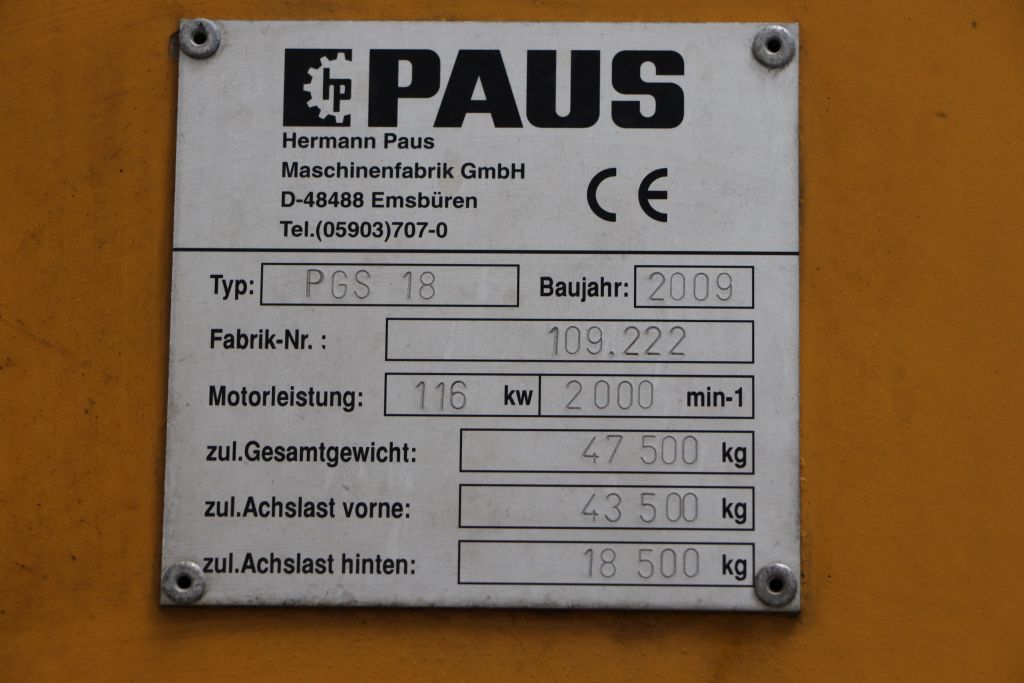 hp PAUS
Hermann Paus
Maschinenfabrik GmbH
D-48488 Emsbüren
Tel.(05903)707-0
CE
Typ: PGS 18 Baujahr: 2009
Fabrik-Nr. : 109.222
Motorleistung: 116 kw 2000 min-1
zul.Gesamtgewicht: 47 500 kg
zul.Achslast vorne: 43 500 kg
zul.Achslast hinten: 18 500 kg